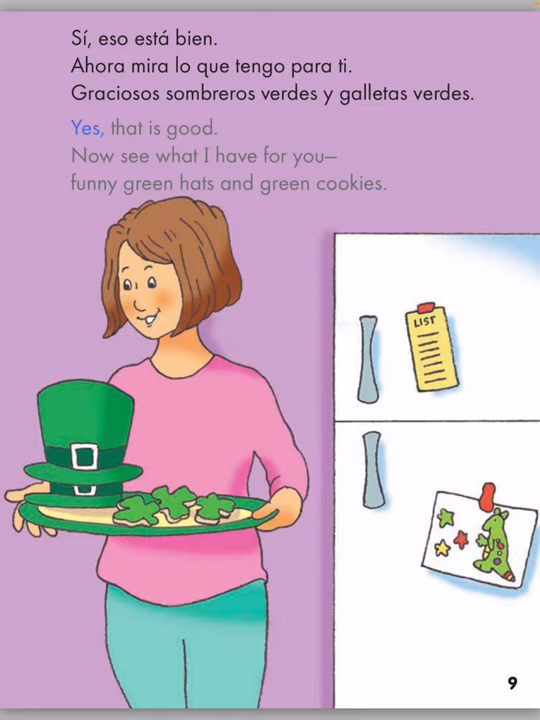 Sí, eso está bien.
Ahora mira lo que tengo para ti.
Graciosos sombreros verdes y galletas verdes.
Yes, that is good.
Now see what I have for you—
funny green hats and green cookies.
LIST
9